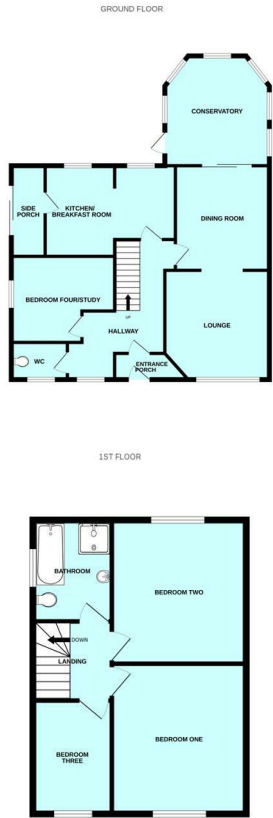 GROUND FLOOR
CONSERVATORY
SIDE
PORCH
KITCHEN/
BREAKFAST ROOM
DINING ROOM
BEDROOM FOUR/STUDY
UP
HALLWAY
LOUNGE
WC
ENTRANCE
PORCH
1ST FLOOR
BATHROOM
BEDROOM TWO
DOWN
LANDING
BEDROOM
THREE
BEDROOM ONE